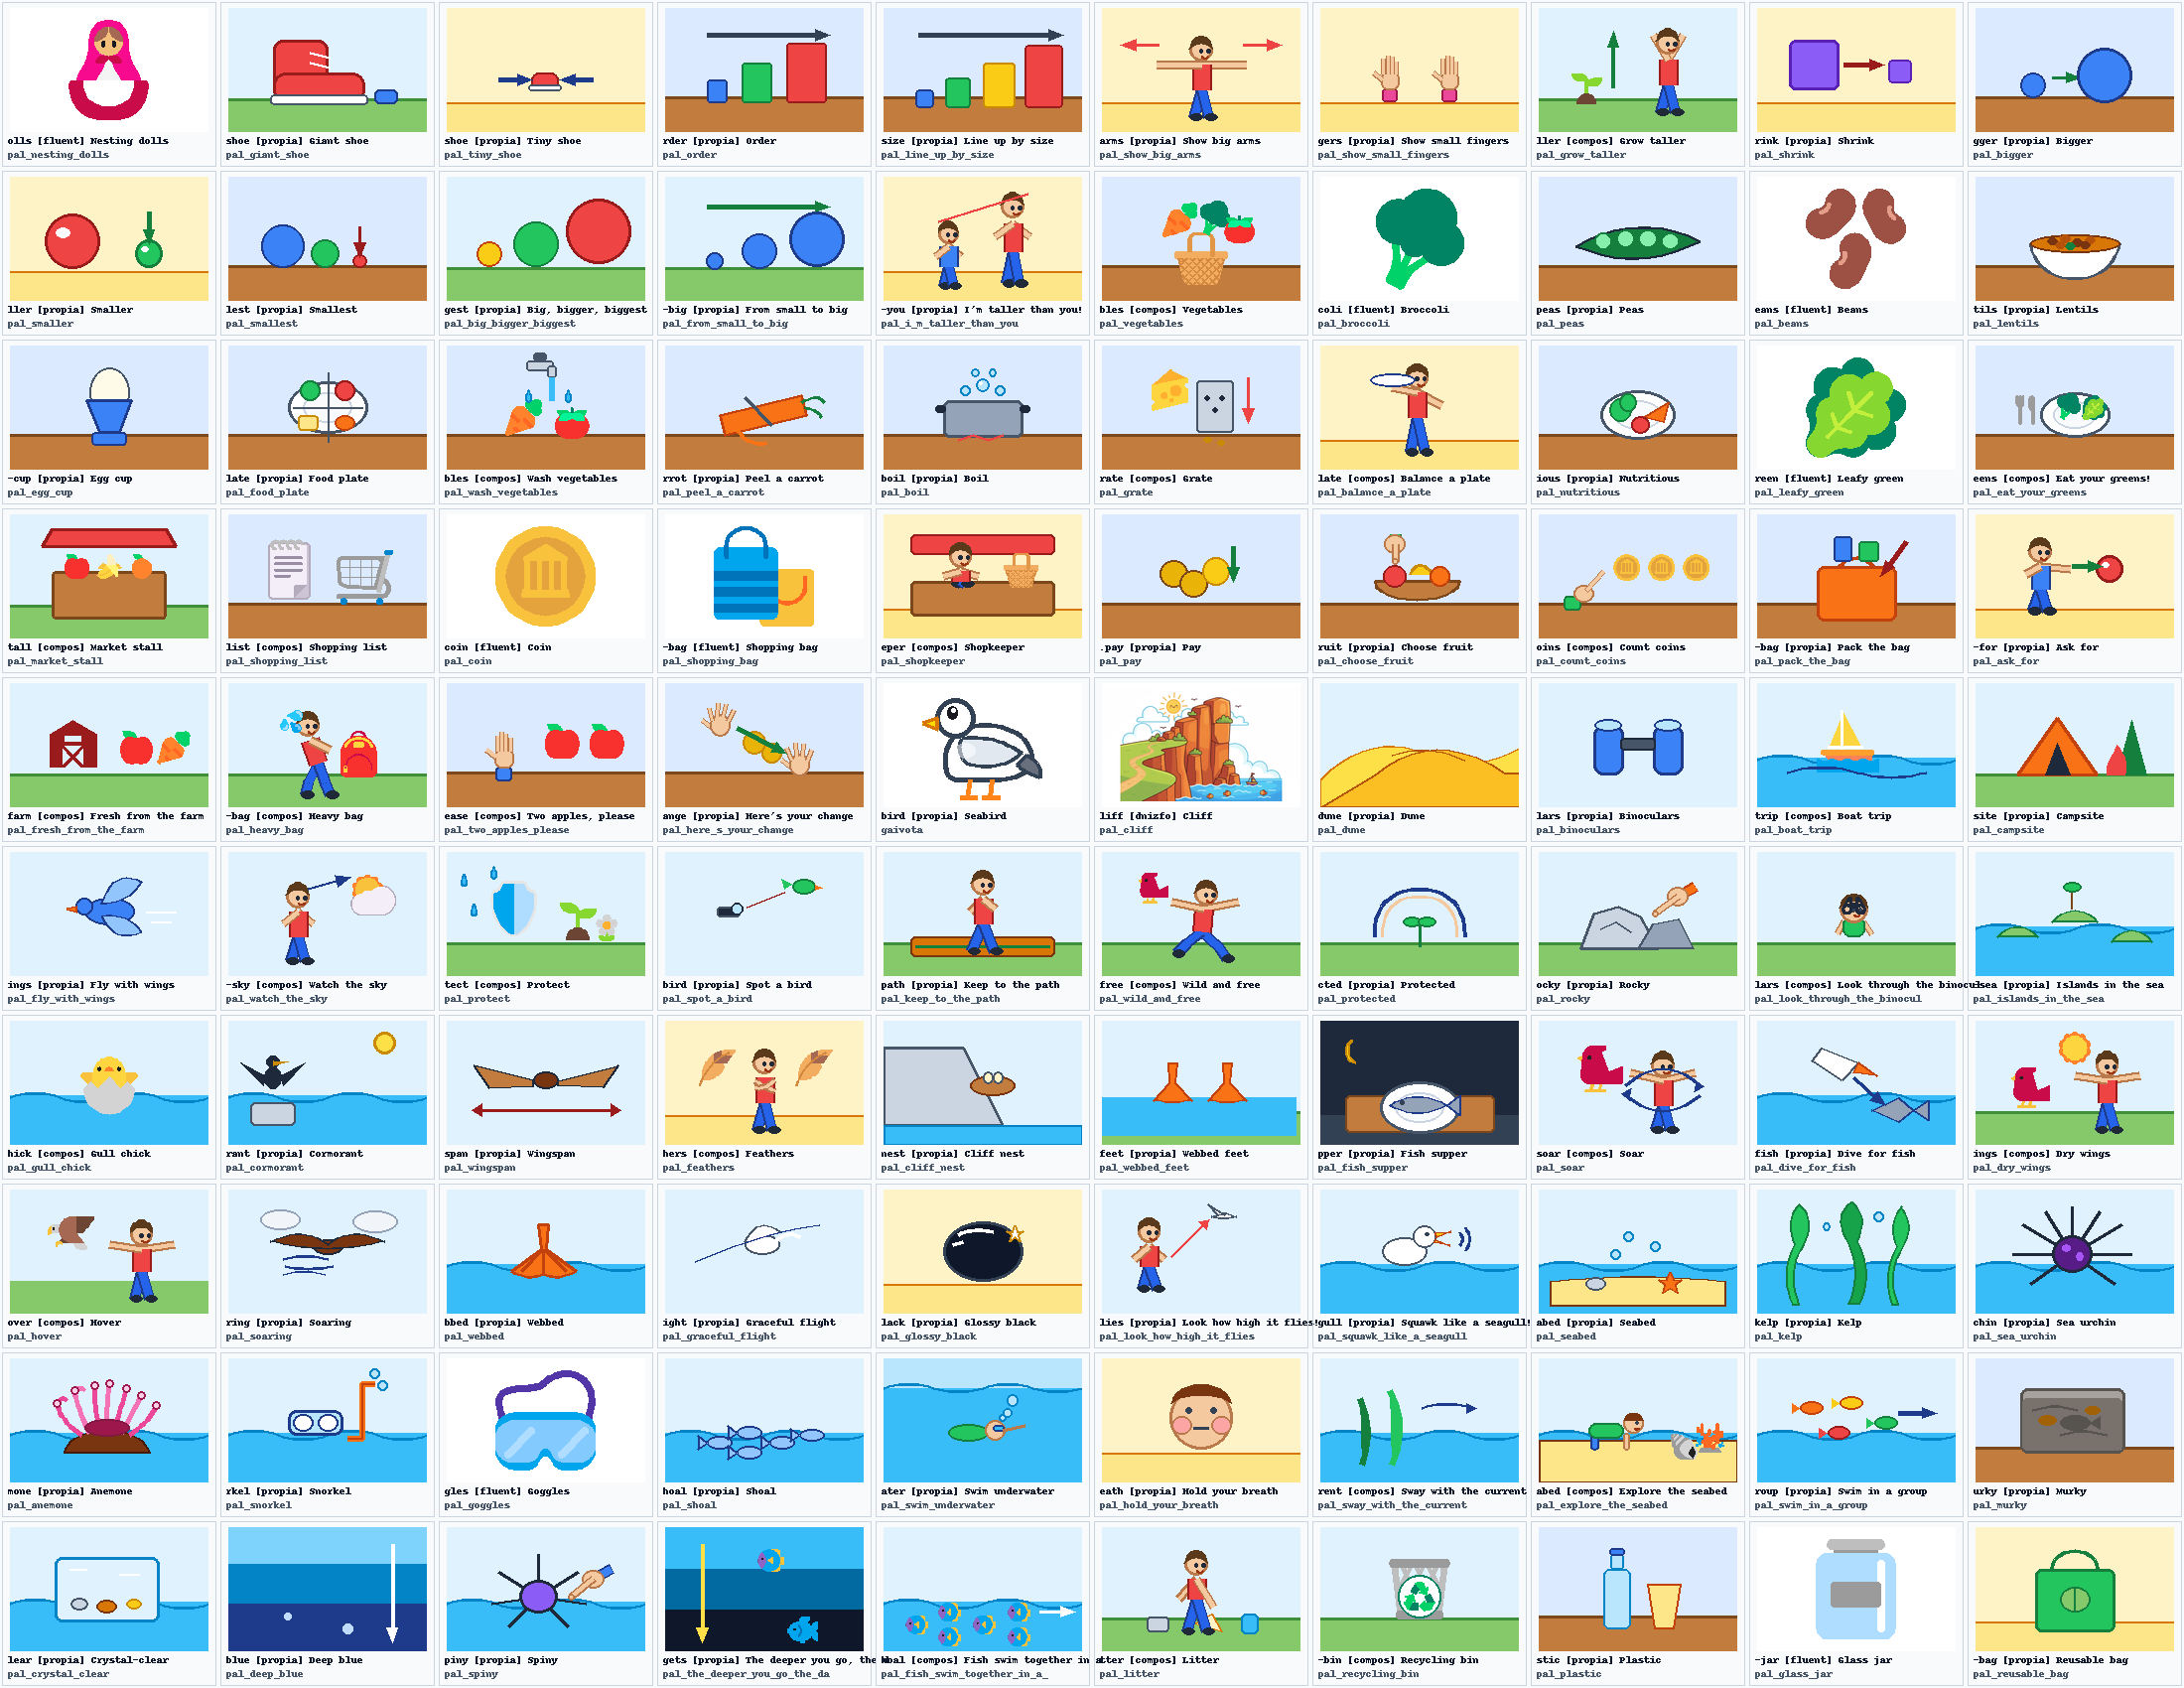 olls [fluent] Nesting dolls
pal_nesting_dolls
shoe [propia] Giant shoe
pal_giant_shoe
shoe [propia] Tiny shoe
pal_tiny_shoe
rder [propia] Order
pal_order
size [propia] Line up by size
pal_line_up_by_size
arms [propia] Show big arms
pal_show_big_arms
gers [propia] Show small fingers
pal_show_small_fingers
ller [compos] Grow taller
pal_grow_taller
rink [propia] Shrink
pal_shrink
gger [propia] Bigger
pal_bigger
ller [propia] Smaller
pal_smaller
lest [propia] Smallest
pal_smallest
gest [propia] Big, bigger, biggest
pal_big_bigger_biggest
-big [propia] From small to big
pal_from_small_to_big
-you [propia] I'm taller than you!
pal_i_m_taller_than_you
bles [compos] Vegetables
pal_vegetables
coli [fluent] Broccoli
pal_broccoli
peas [propia] Peas
pal_peas
eans [fluent] Beans
pal_beans
tils [propia] Lentils
pal_lentils
-cup [propia] Egg cup
pal_egg_cup
late [propia] Food plate
pal_food_plate
bles [compos] Wash vegetables
pal_wash_vegetables
rrot [propia] Peel a carrot
pal_peel_a_carrot
boil [propia] Boil
pal_boil
rate [compos] Grate
pal_grate
late [compos] Balance a plate
pal_balance_a_plate
ious [propia] Nutritious
pal_nutritious
reen [fluent] Leafy green
pal_leafy_green
eens [compos] Eat your greens!
pal_eat_your_greens
tall [compos] Market stall
pal_market_stall
list [compos] Shopping list
pal_shopping_list
coin [fluent] Coin
pal_coin
-bag [fluent] Shopping bag
pal_shopping_bag
eper [compos] Shopkeeper
pal_shopkeeper
.pay [propia] Pay
pal_pay
ruit [propia] Choose fruit
pal_choose_fruit
oins [compos] Count coins
pal_count_coins
-bag [propia] Pack the bag
pal_pack_the_bag
-for [propia] Ask for
pal_ask_for
farm [compos] Fresh from the farm
pal_fresh_from_the_farm
-bag [compos] Heavy bag
pal_heavy_bag
ease [compos] Two apples, please
pal_two_apples_please
ange [propia] Here's your change
pal_here_s_your_change
bird [propia] Seabird
gaivota
liff [dnizfo] Cliff
pal_cliff
dune [propia] Dune
pal_dune
lars [propia] Binoculars
pal_binoculars
trip [compos] Boat trip
pal_boat_trip
site [propia] Campsite
pal_campsite
ings [propia] Fly with wings
pal_fly_with_wings
-sky [compos] Watch the sky
pal_watch_the_sky
tect [compos] Protect
pal_protect
bird [propia] Spot a bird
pal_spot_a_bird
path [propia] Keep to the path
pal_keep_to_the_path
free [compos] Wild and free
pal_wild_and_free
cted [propia] Protected
pal_protected
ocky [propia] Rocky
pal_rocky
lars [compos] Look through the binocu
pal_look_through_the_binocul
-sea [propia] Islands in the sea
pal_islands_in_the_sea
hick [compos] Gull chick
pal_gull_chick
rant [propia] Cormorant
pal_cormorant
span [propia] Wingspan
pal_wingspan
hers [compos] Feathers
pal_feathers
nest [propia] Cliff nest
pal_cliff_nest
feet [propia] Webbed feet
pal_webbed_feet
pper [propia] Fish supper
pal_fish_supper
soar [compos] Soar
pal_soar
fish [propia] Dive for fish
pal_dive_for_fish
ings [compos] Dry wings
pal_dry_wings
over [compos] Hover
pal_hover
ring [propia] Soaring
pal_soaring
bbed [propia] Webbed
pal_webbed
ight [propia] Graceful flight
pal_graceful_flight
lack [propia] Glossy black
pal_glossy_black
lies [propia] Look how high it flies!
pal_look_how_high_it_flies
gull [propia] Squawk like a seagull!
pal_squawk_like_a_seagull
abed [propia] Seabed
pal_seabed
kelp [propia] Kelp
pal_kelp
chin [propia] Sea urchin
pal_sea_urchin
mone [propia] Anemone
pal_anemone
rkel [propia] Snorkel
pal_snorkel
gles [fluent] Goggles
pal_goggles
hoal [propia] Shoal
pal_shoal
ater [propia] Swim underwater
pal_swim_underwater
eath [propia] Hold your breath
pal_hold_your_breath
rent [compos] Sway with the current
pal_sway_with_the_current
abed [compos] Explore the seabed
pal_explore_the_seabed
roup [propia] Swim in a group
pal_swim_in_a_group
urky [propia] Murky
pal_murky
lear [propia] Crystal-clear
pal_crystal_clear
blue [propia] Deep blue
pal_deep_blue
piny [propia] Spiny
pal_spiny
gets [propia] The deeper you go, the
pal_the_deeper_you_go_the_da
hoal [compos] Fish swim together in a
pal_fish_swim_together_in_a_
tter [compos] Litter
pal_litter
-bin [compos] Recycling bin
pal_recycling_bin
stic [propia] Plastic
pal_plastic
-jar [fluent] Glass jar
pal_glass_jar
-bag [propia] Reusable bag
pal_reusable_bag